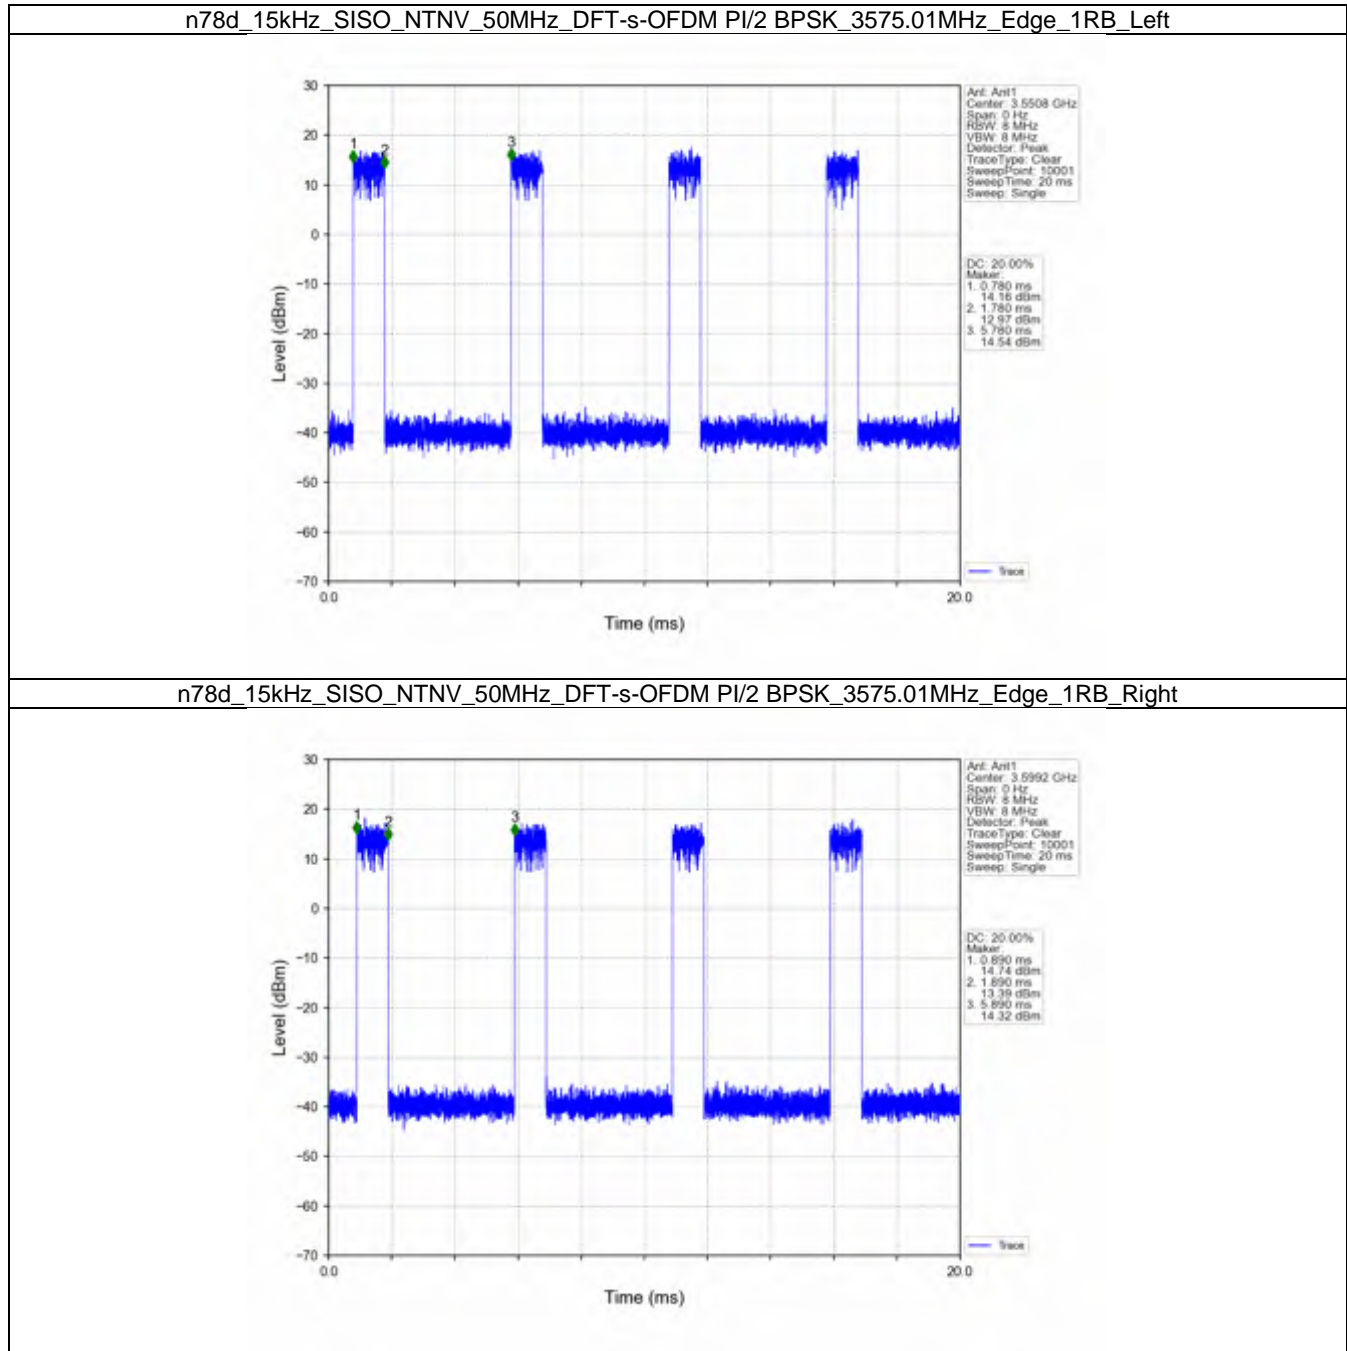 n78d_15kHz_SISO_NTNV_50MHz_DFT-s-OFDM PI/2 BPSK_3575.01MHz_Edge_1RB_Left
30
20
10
0
−10
−20
−30
−40
−50
−60
−70
Level (dBm)
1
2
3
0.0
20.0
Time (ms)
Ant: Ant1
Center: 3.5508 GHz
Span: 0 Hz
RBW: 8 MHz
VBW: 8 MHz
Detector: Peak
TraceType: Clear
SweepPoint: 10001
SweepTime: 20 ms
Sweep: Single
DC: 20.00%
Maker:
1. 0.780 ms
14.16 dBm
2. 1.780 ms
12.97 dBm
3. 5.780 ms
14.54 dBm
Trace
n78d_15kHz_SISO_NTNV_50MHz_DFT-s-OFDM PI/2 BPSK_3575.01MHz_Edge_1RB_Right
30
20
10
0
−10
−20
−30
−40
−50
−60
−70
Level (dBm)
1
2
3
0.0
20.0
Time (ms)
Ant: Ant1
Center: 3.5992 GHz
Span: 0 Hz
RBW: 8 MHz
VBW: 8 MHz
Detector: Peak
TraceType: Clear
SweepPoint: 10001
SweepTime: 20 ms
Sweep: Single
DC: 20.00%
Maker:
1. 0.890 ms
14.74 dBm
2. 1.890 ms
13.39 dBm
3. 5.890 ms
14.32 dBm
Trace